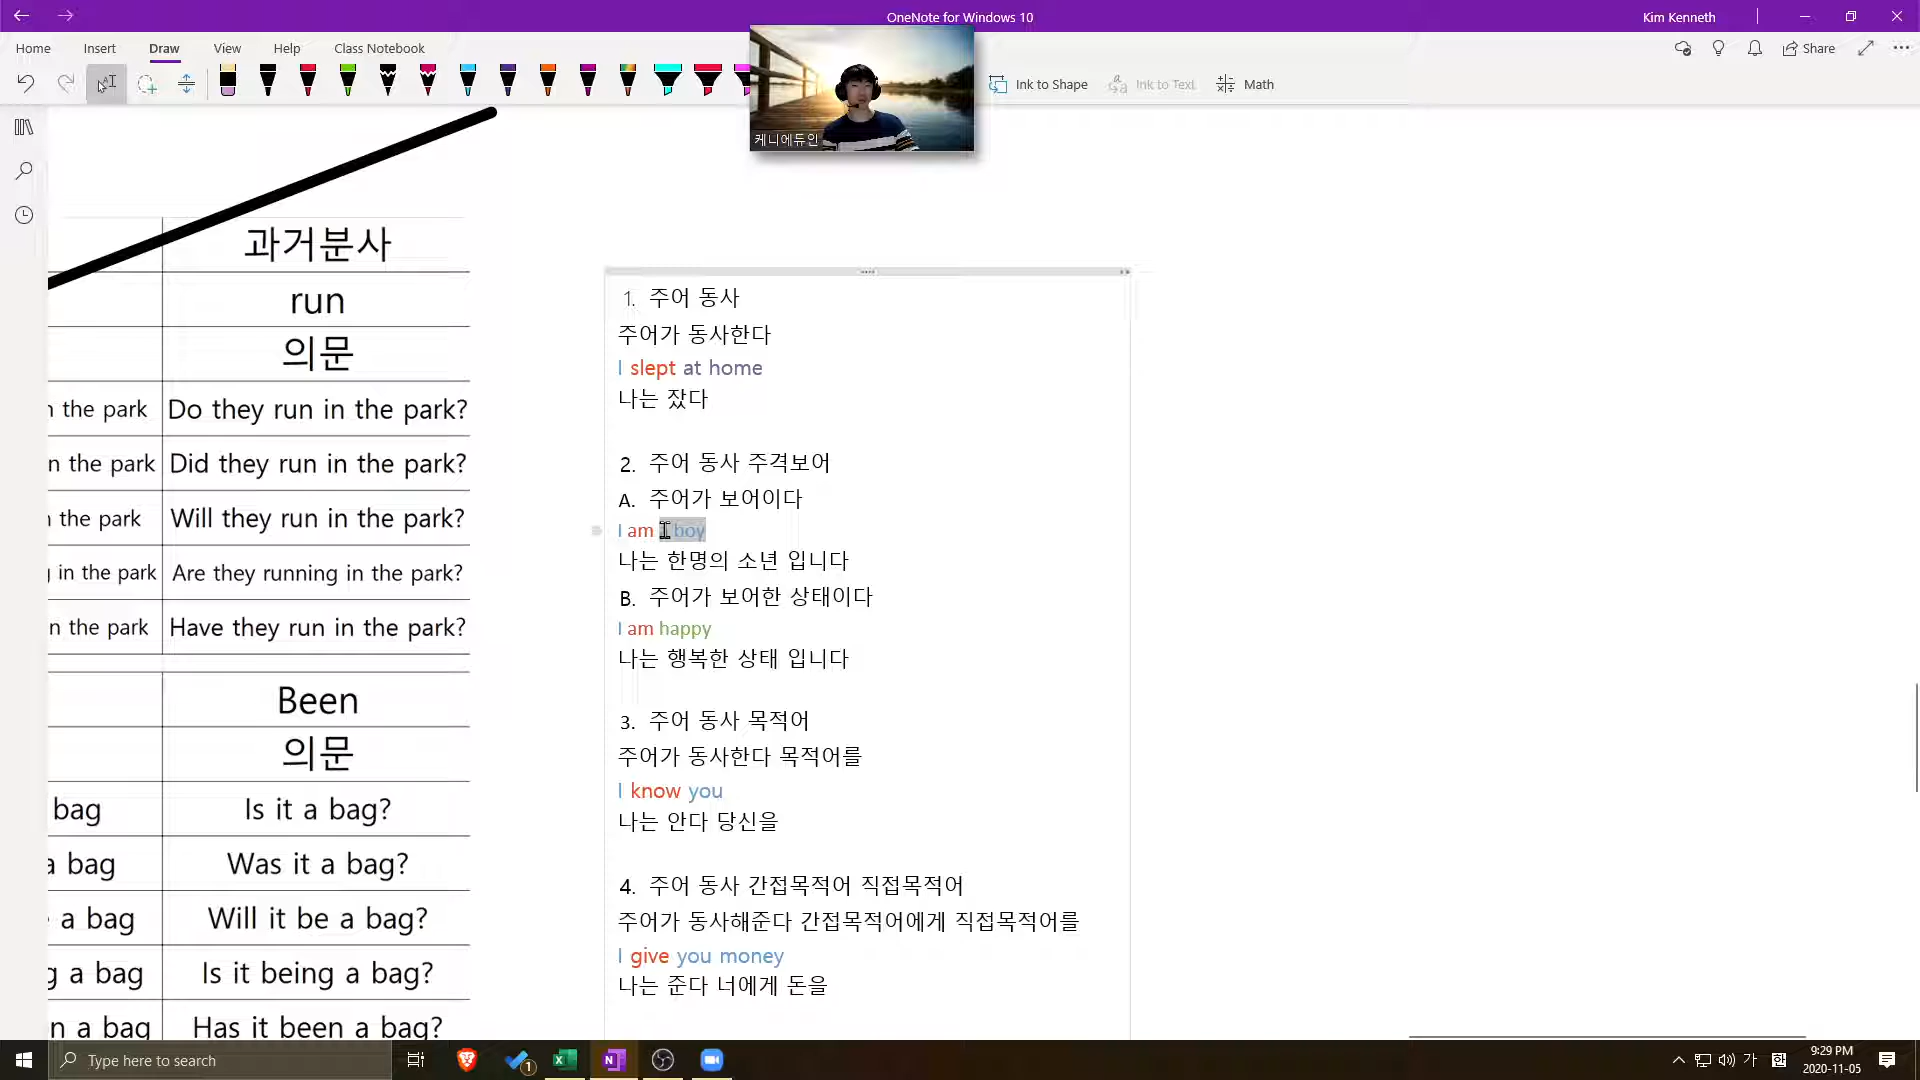 OneNote for Windows 10
Kim Kenneth
Home Insert Draw View Help Class Notebook
Share
Ink to Shape Ink to Text Math
케니에듀인
과거분사
run
의문
the park Do they run in the park?
in the park Did they run in the park?
the park Will they run in the park?
in the park Are they running in the park?
in the park Have they run in the park?
Been
의문
bag Is it a bag?
a bag Was it a bag?
a bag Will it be a bag?
a bag Is it being a bag?
a bag Has it been a bag?
1. 주어 동사
주어가 동사한다
I slept at home
나는 잤다
2. 주어 동사 주격보어
A. 주어가 보어이다
I am boy
나는 한명의 소년 입니다
B. 주어가 보어한 상태이다
I am happy
나는 행복한 상태 입니다
3. 주어 동사 목적어
주어가 동사한다 목적어를
I know you
나는 안다 당신을
4. 주어 동사 간접목적어 직접목적어
주어가 동사해준다 간접목적어에게 직접목적어를
I give you money
나는 준다 너에게 돈을
Type here to search
1
가
9:29 PM
2020-11-05